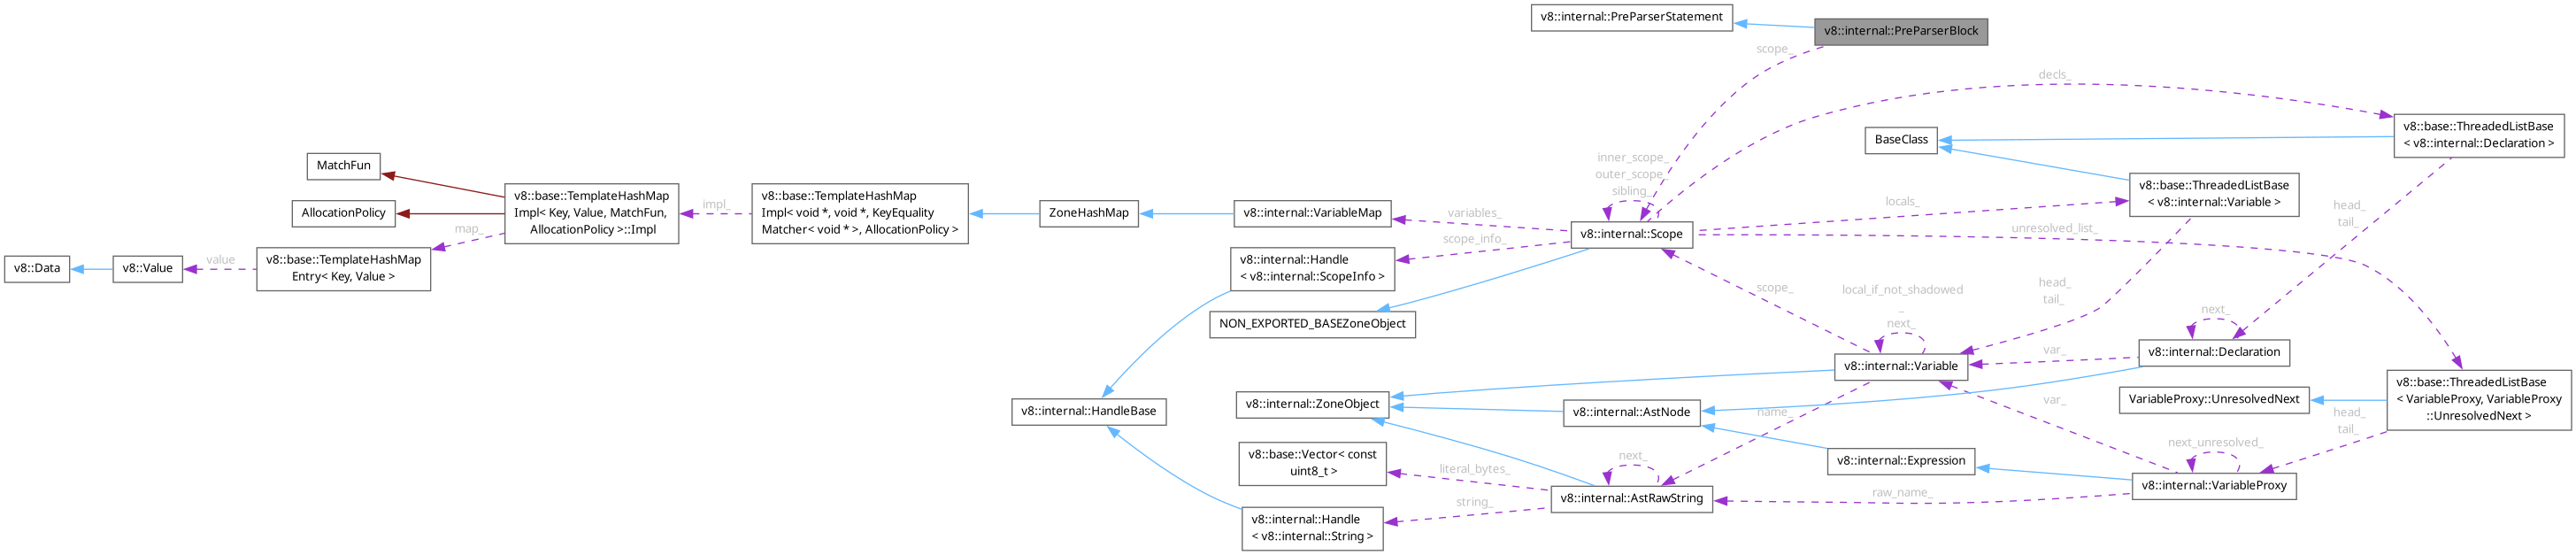 v8::internal::PreParserStatement
v8::internal::PreParserBlock
scope_
decls_
v8::base::ThreadedListBase
< v8::internal::Declaration >
BaseClass
MatchFun
inner_scope_
outer_scope_
sibling_
head_
tail_
v8::base::TemplateHashMap
Impl< Key, Value, MatchFun,
AllocationPolicy >::Impl
v8::base::TemplateHashMap
Impl< void *, void *, KeyEquality
Matcher< void * >, AllocationPolicy >
impl_
v8::base::ThreadedListBase
< v8::internal::Variable >
locals_
AllocationPolicy
ZoneHashMap
v8::internal::VariableMap
variables_
v8::internal::Scope
unresolved_list_
map_
scope_info_
v8::Data
v8::Value
value
v8::base::TemplateHashMap
Entry< Key, Value >
v8::internal::Handle
< v8::internal::ScopeInfo >
scope_
local_if_not_shadowed
_
next_
head_
tail_
NON_EXPORTED_BASEZoneObject
next_
v8::internal::Declaration
var_
v8::internal::Variable
v8::base::ThreadedListBase
< VariableProxy, VariableProxy
::UnresolvedNext >
VariableProxy::UnresolvedNext
v8::internal::HandleBase
v8::internal::ZoneObject
v8::internal::AstNode
name_
var_
head_
tail_
v8::base::Vector< const
uint8_t >
literal_bytes_
next_
v8::internal::Expression
next_unresolved_
v8::internal::VariableProxy
raw_name_
v8::internal::AstRawString
string_
v8::internal::Handle
< v8::internal::String >